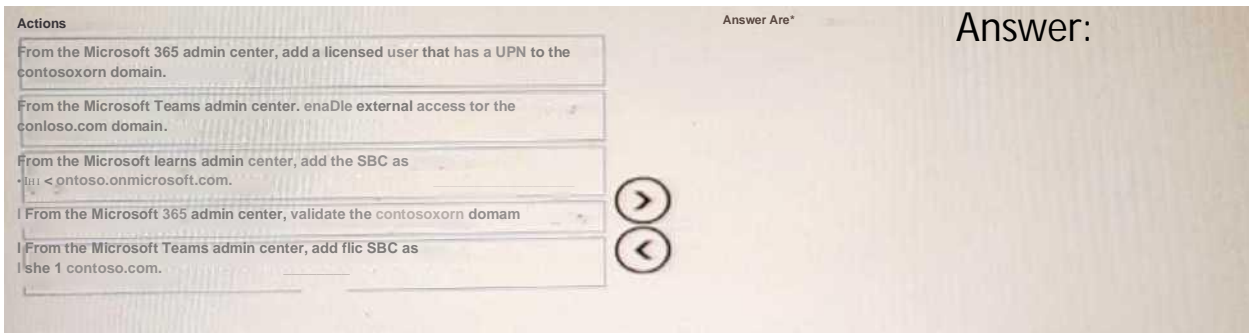 Actions
Answer Are*
Answer:
From the Microsoft 365 admin center, add a licensed user that has a UPN to the
contosoxorn domain.
From the Microsoft Teams admin center. enaDle external access tor the
conloso.com domain.
From the Microsoft learns admin center, add the SBC as
< ontoso.onmicrosoft.com.
I From the Microsoft 365 admin center, validate the contosoxorn domam
I From the Microsoft Teams admin center, add flic SBC as
I she 1 contoso.com.